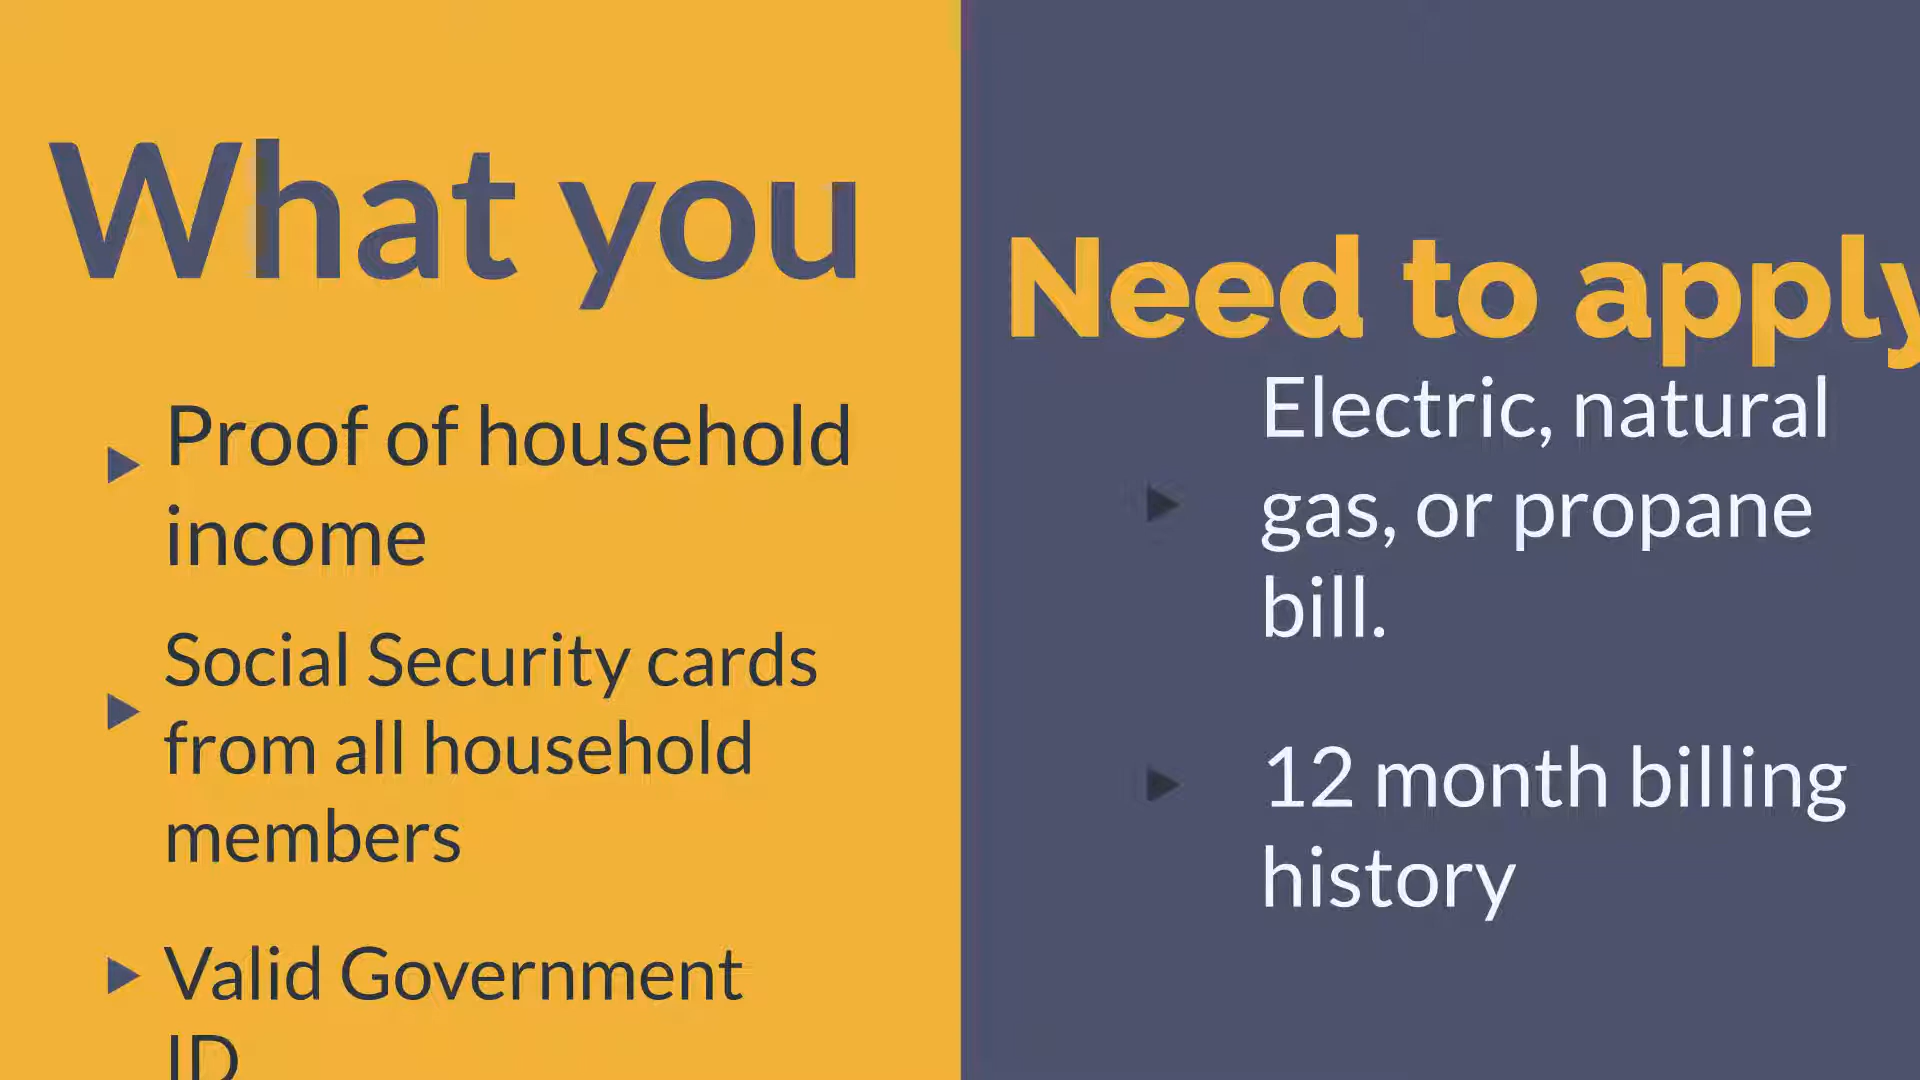 What you
Proof of household
income
Social Security cards
from all household
members
Valid Government
ID
Need to apply
Electric, natural
gas, or propane
bill.
12 month billing
history